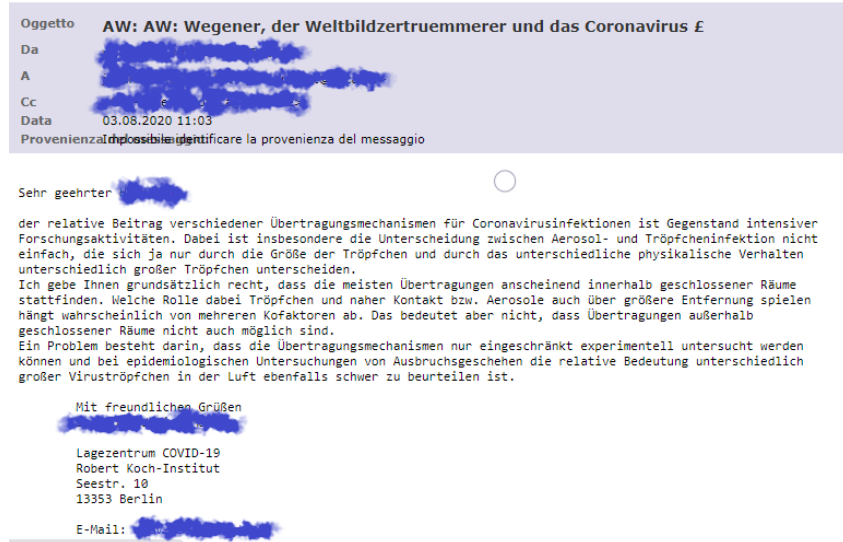 Oggetto AW: AW: Wegener, der Weltbildzertruemmerer und das Coronavirus £
Da
A
Cc
Data 03.08.2020 11:03
Provenienza Impossibile identificare la provenienza del messaggio
Sehr geehrter
der relative Beitrag verschiedener Übertragungsmechanismen für Coronavirusinfektionen ist Gegenstand intensiver
Forschungsaktivitäten. Dabei ist insbesondere die Unterscheidung zwischen Aerosol- und Tröpfcheninfektion nicht
einfach, die sich ja nur durch die Größe der Tröpfchen und durch das unterschiedliche physikalische Verhalten
unterschiedlich großer Tröpfchen unterscheiden.
Ich gebe Ihnen grundsätzlich recht, dass die meisten Übertragungen anscheinend innerhalb geschlossener Räume
stattfinden. Welche Rolle dabei Tröpfchen und naher Kontakt bzw. Aerosole auch über größere Entfernung spielen
hängt wahrscheinlich von mehreren Kofaktoren ab. Das bedeutet aber nicht, dass Übertragungen außerhalb
geschlossener Räume nicht auch möglich sind.
Ein Problem besteht darin, dass die Übertragungsmechanismen nur eingeschränkt experimentell untersucht werden
können und bei epidemiologischen Untersuchungen von Ausbruchsgeschehen die relative Bedeutung unterschiedlich
großer Viruströpfchen in der Luft ebenfalls schwer zu beurteilen ist.
Mit freundlichen Grüßen
Lagezentrum COVID-19
Robert Koch-Institut
Seestr. 10
13353 Berlin
E-Mail: